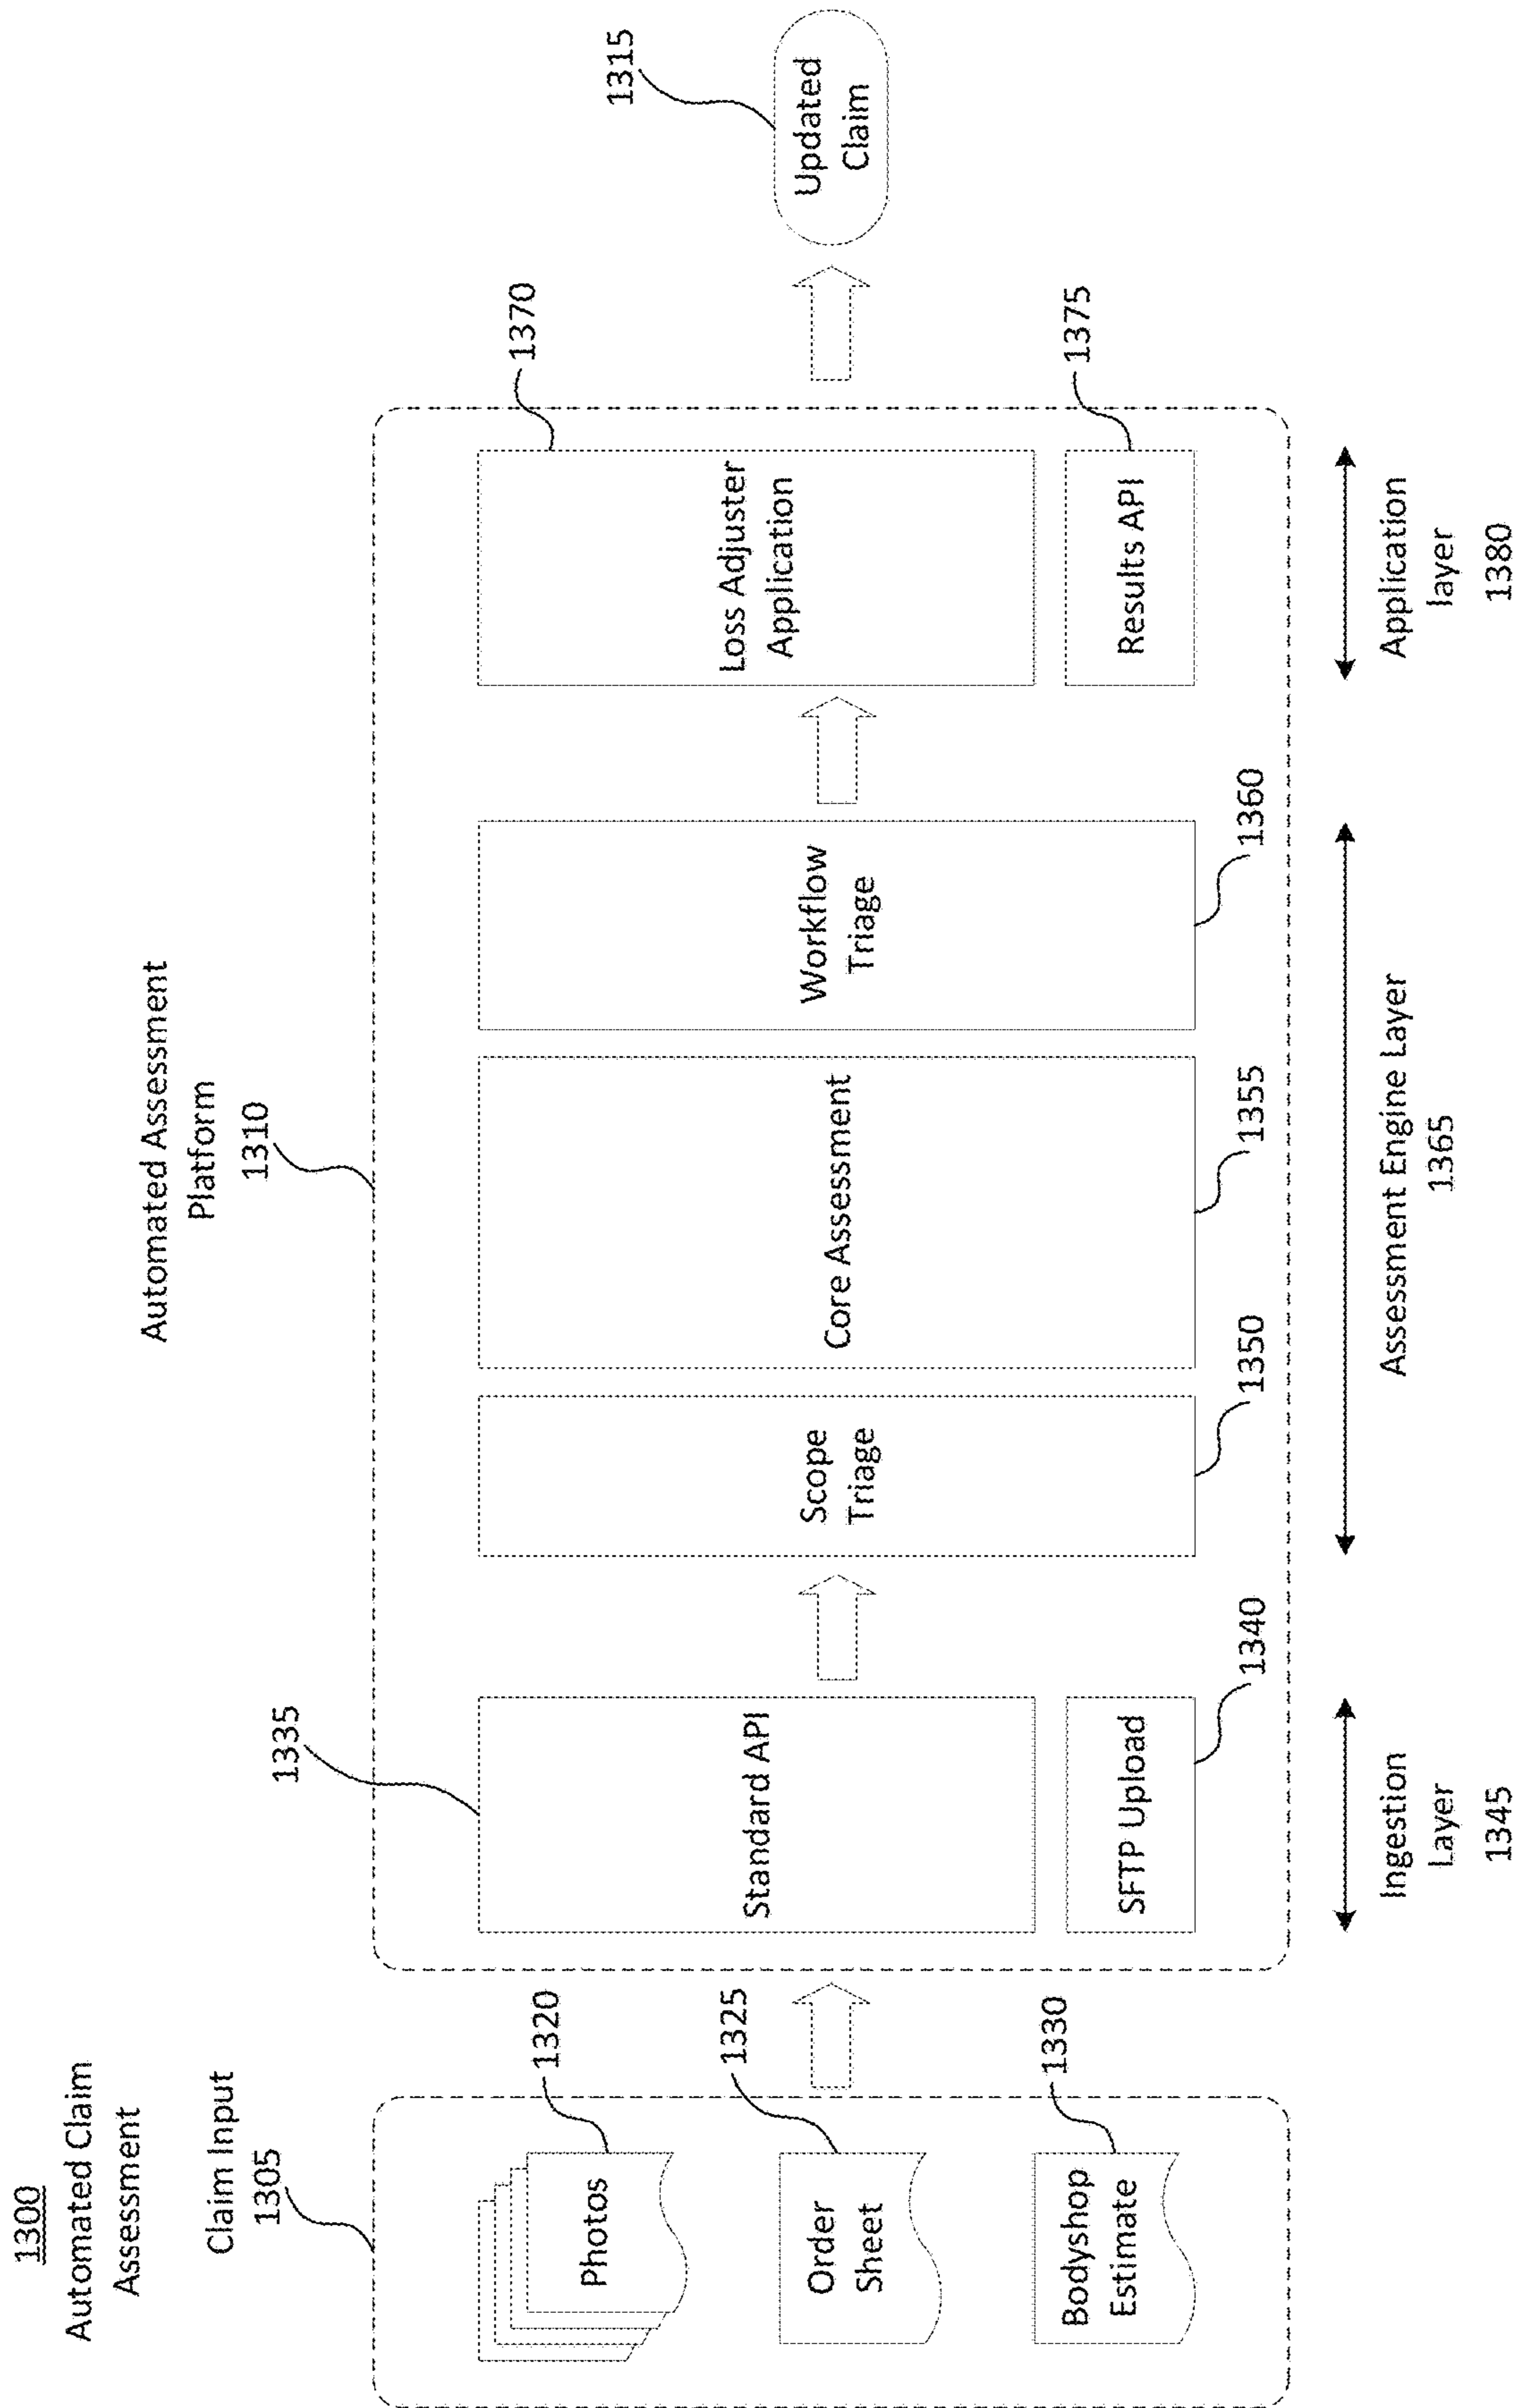 1300
Automated Claim
Assessment
Claim Input
1305
Photos
1320
Order
Sheet
1325
Bodyshop
Estimate
1330
Automated Assessment
Platform
1310
1335
Standard API
SFTP Upload
1340
Ingestion
Layer
1345
Scope
Triage
1350
Core Assessment
1355
Workflow
Triage
1360
Assessment Engine Layer
1365
Loss Adjuster
Application
1370
Results API
1375
Application
layer
1380
Updated
Claim
1315